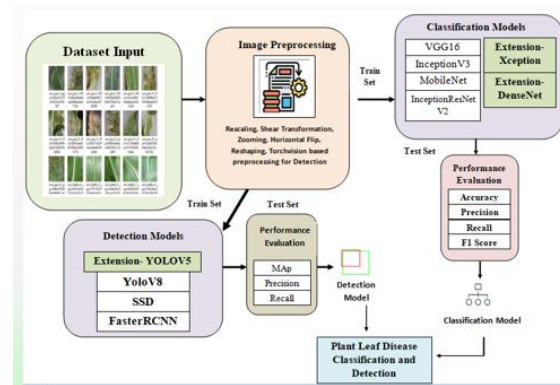 Dataset Input
Image Preprocessing
Rescaling, Shear Transformation,
Zooming, Horizontal Flip,
Reshaping, Torchvision based
preprocessing for Detection
Train
Set
Classification Models
VGG16
InceptionV3
MobileNet
InceptionResNet
V2
Extension-
Xception
Extension-
DenseNet
Test Set
Performance
Evaluation
Accuracy
Precision
Recall
F1 Score
Classification Model
Train Set
Detection Models
Extension- YOLOV5
YoloV8
SSD
FasterRCNN
Test Set
Performance
Evaluation
MAp
Precision
Recall
Detection
Model
Plant Leaf Disease
Classification and
Detection